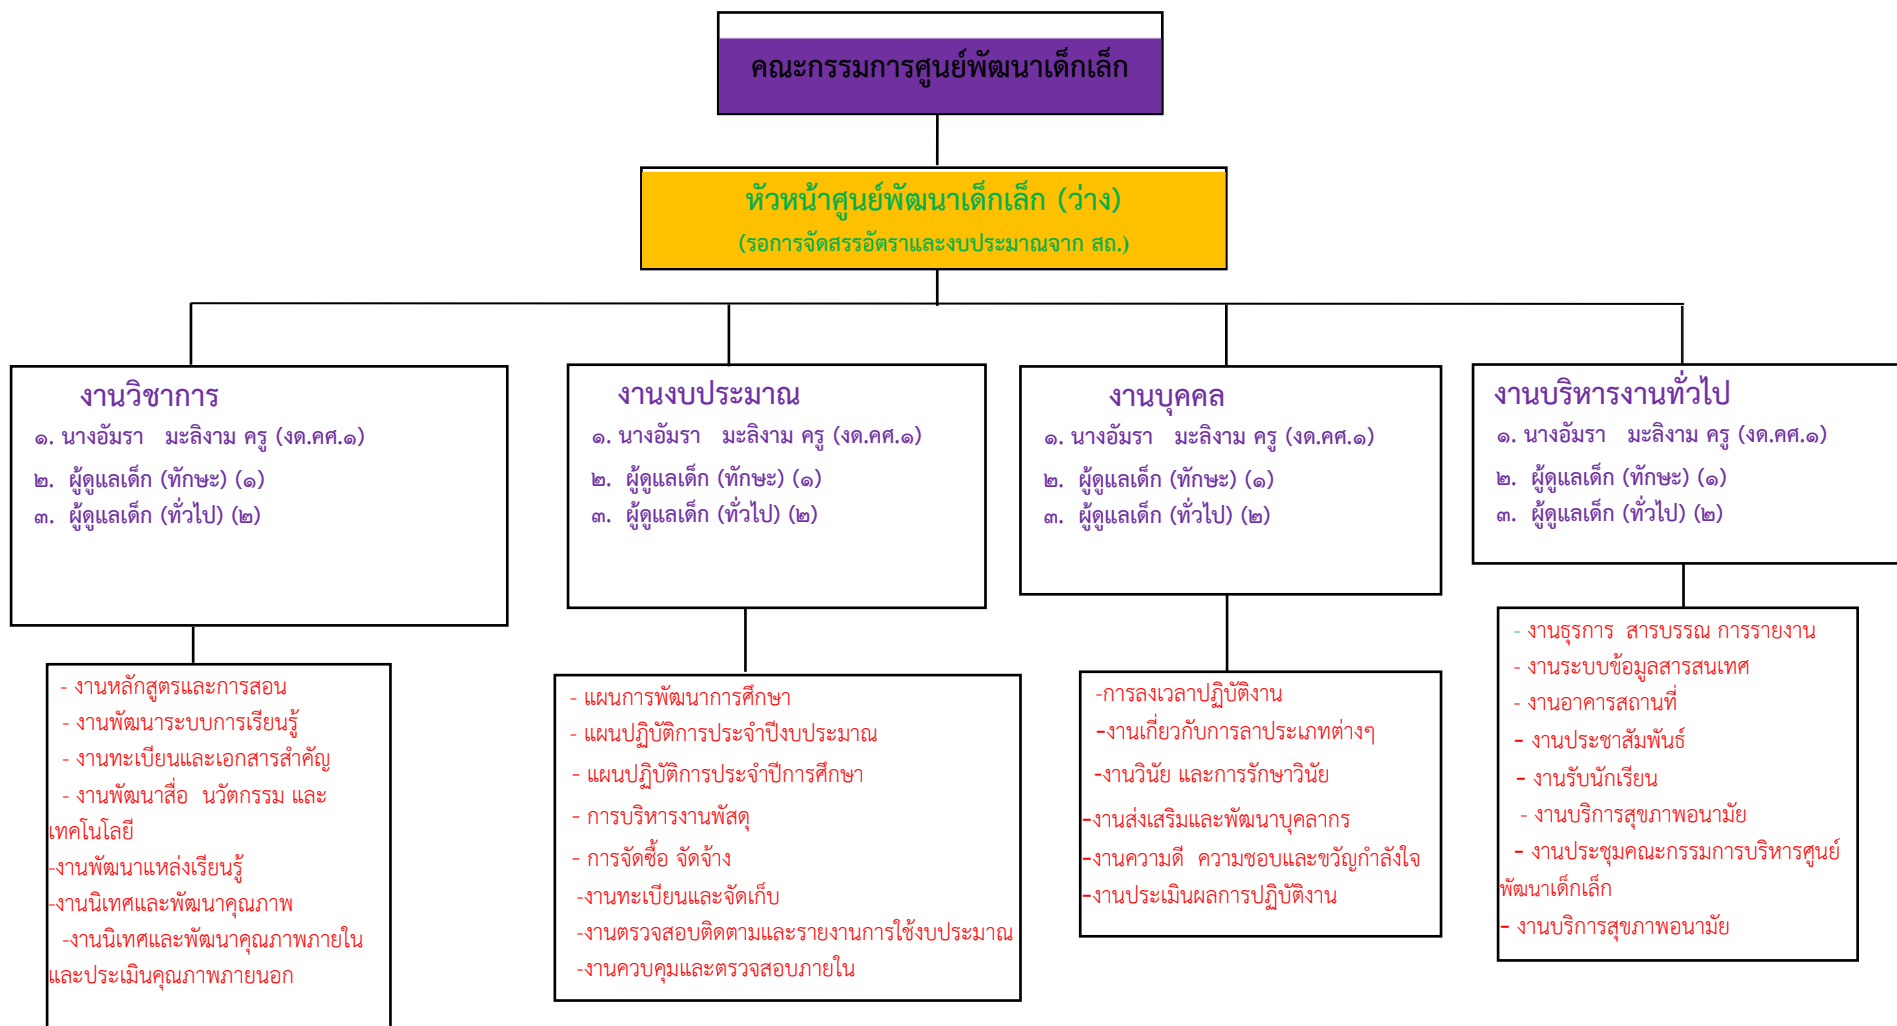 คณะกรรมการศูนย์พัฒนาเด็กเล็ก
หัวหน้าศูนย์พัฒนาเด็กเล็ก (ว่าง)
(รอการจัดสรรอัตราและงบประมาณจาก สถ.)
งานวิชาการ
๑. นางอัมรา มะลิงาม ครู (งด.คศ.๑)
๒. ผู้ดูแลเด็ก (ทักษะ) (๑)
๓. ผู้ดูแลเด็ก (ทั่วไป) (๒)
- งานหลักสูตรและการสอน
- งานพัฒนาระบบการเรียนรู้
- งานทะเบียนและเอกสารสำคัญ
- งานพัฒนาสื่อ นวัตกรรม และ
เทคโนโลยี
-งานพัฒนาแหล่งเรียนรู้
-งานนิเทศและพัฒนาคุณภาพ
-งานนิเทศและพัฒนาคุณภาพภายใน
และประเมินคุณภาพภายนอก
งานงบประมาณ
๑. นางอัมรา มะลิงาม ครู (งด.คศ.๑)
๒. ผู้ดูแลเด็ก (ทักษะ) (๑)
๓. ผู้ดูแลเด็ก (ทั่วไป) (๒)
- แผนการพัฒนาการศึกษา
- แผนปฏิบัติการประจำปีงบประมาณ
- แผนปฏิบัติการประจำปีการศึกษา
- การบริหารงานพัสดุ
- การจัดซื้อ จัดจ้าง
-งานทะเบียนและจัดเก็บ
-งานตรวจสอบติดตามและรายงานการใช้งบประมาณ
-งานควบคุมและตรวจสอบภายใน
งานบุคคล
๑. นางอัมรา มะลิงาม ครู (งด.คศ.๑)
๒. ผู้ดูแลเด็ก (ทักษะ) (๑)
๓. ผู้ดูแลเด็ก (ทั่วไป) (๒)
-การลงเวลาปฏิบัติงาน
-งานเกี่ยวกับการลาประเภทต่างๆ
-งานวินัย และการรักษาวินัย
-งานส่งเสริมและพัฒนาบุคลากร
-งานความดี ความชอบและขวัญกำลังใจ
-งานประเมินผลการปฏิบัติงาน
งานบริหารงานทั่วไป
๑. นางอัมรา มะลิงาม ครู (งด.คศ.๑)
๒. ผู้ดูแลเด็ก (ทักษะ) (๑)
๓. ผู้ดูแลเด็ก (ทั่วไป) (๒)
- งานธุรการ สารบรรณ การรายงาน
- งานระบบข้อมูลสารสนเทศ
- งานอาคารสถานที่
- งานประชาสัมพันธ์
- งานรับนักเรียน
- งานบริการสุขภาพอนามัย
- งานประชุมคณะกรรมการบริหารศูนย์
พัฒนาเด็กเล็ก
- งานบริการสุขภาพอนามัย